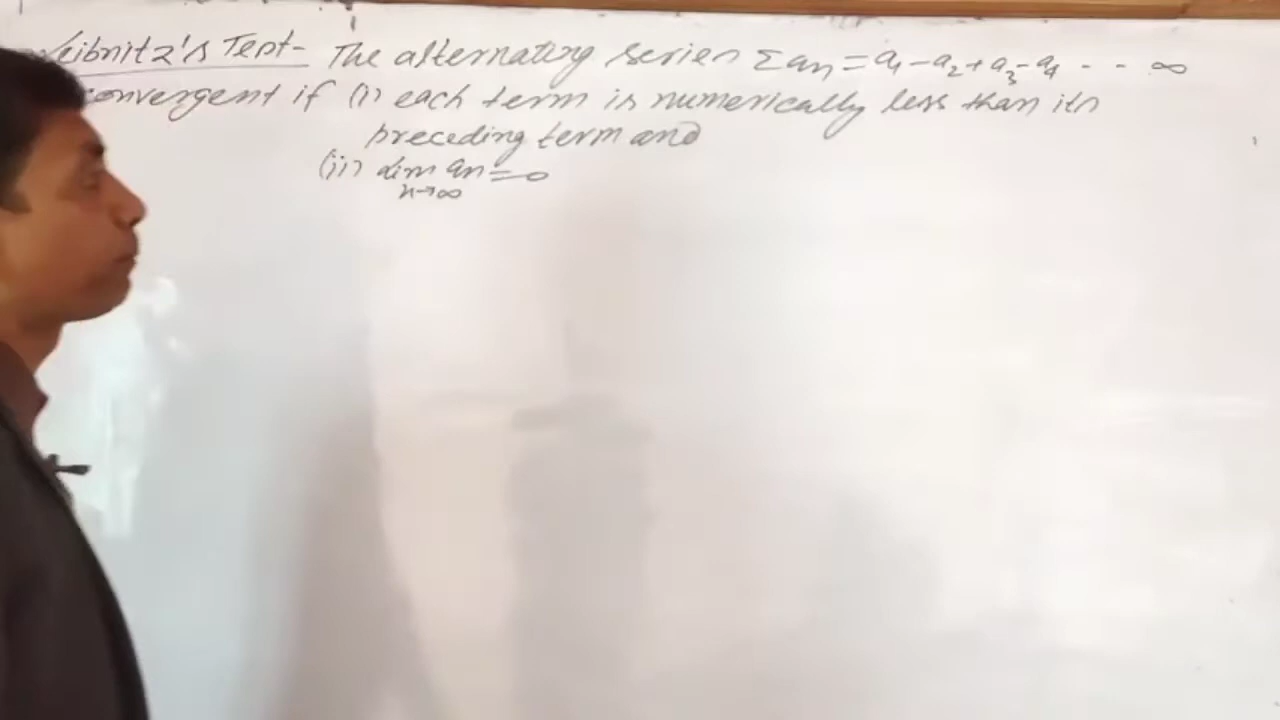 Leibnitz's Test- The alternating series Σan = a1 - a2 + a3 - a4 - - - ∞
convergent if (i) each term is numerically less than its
preceding term and
(ii) lim an = 0
n→∞